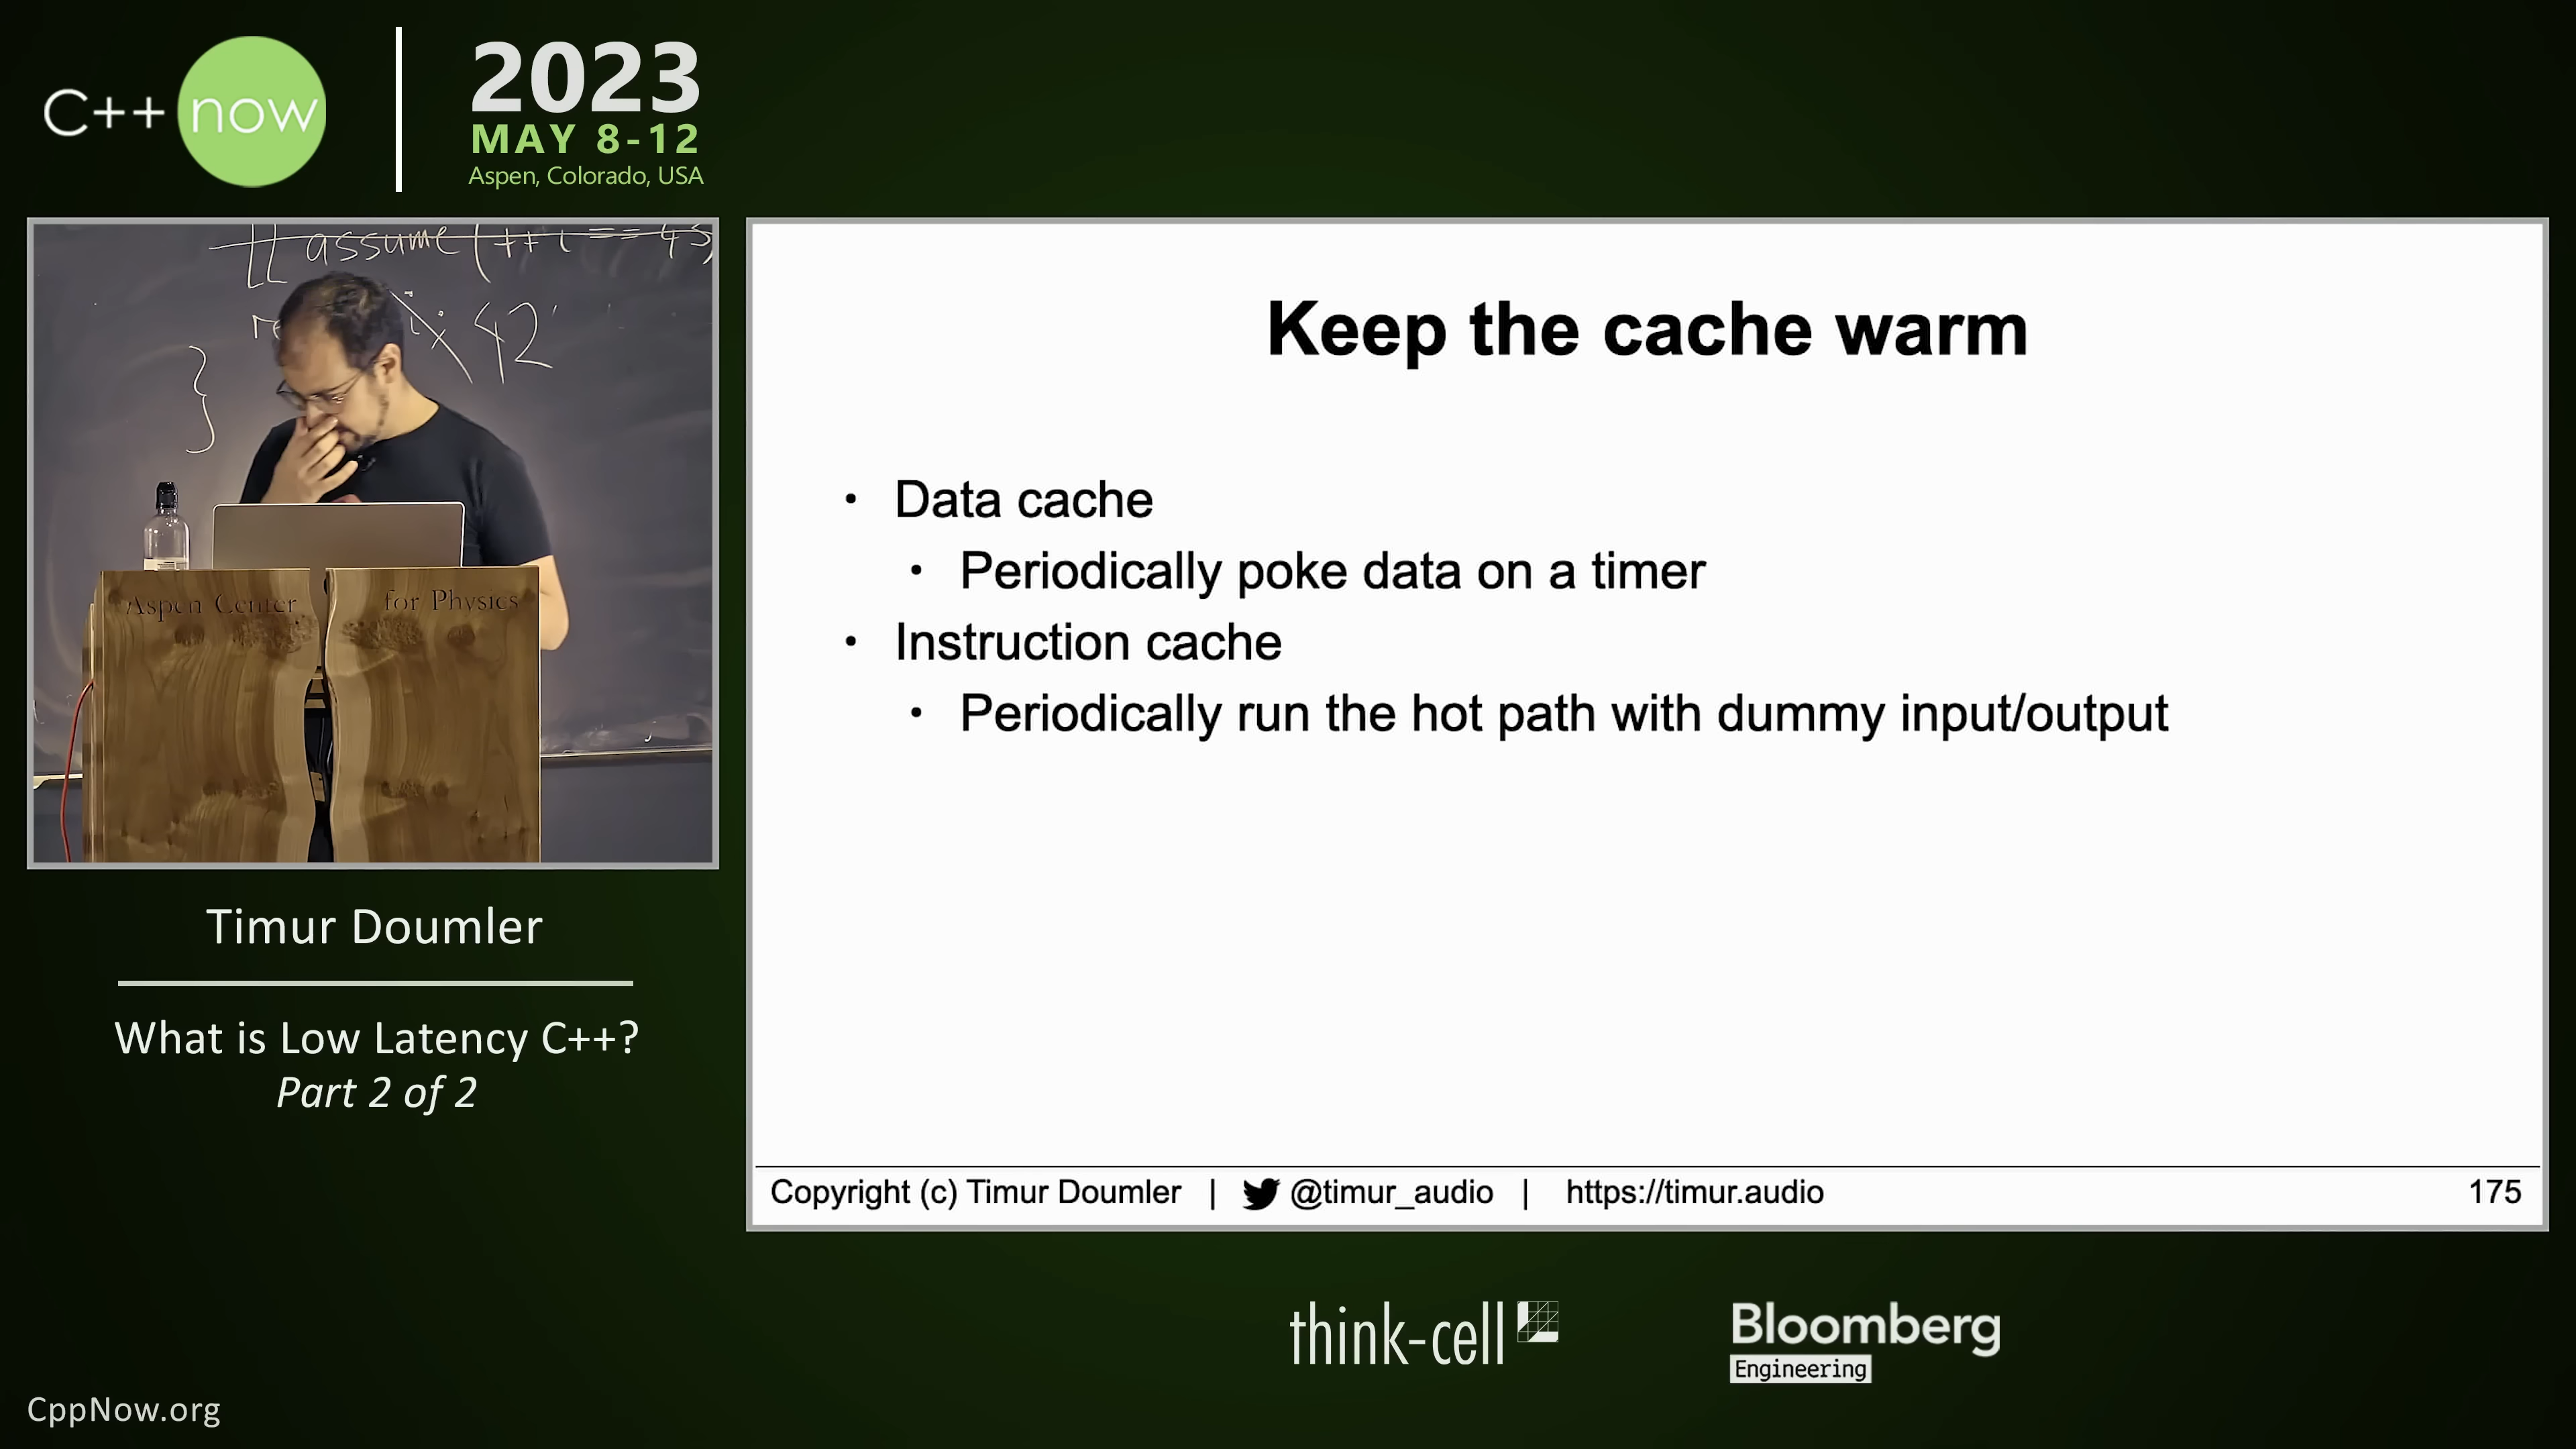 C++ now
2023
MAY 8-12
Aspen, Colorado, USA
[[ assume (++i == 43)
42
}
Aspen Center for Physics
Timur Doumler
What is Low Latency C++?
Part 2 of 2
Keep the cache warm
• Data cache
• Periodically poke data on a timer
• Instruction cache
• Periodically run the hot path with dummy input/output
Copyright (c) Timur Doumler | @timur_audio | https://timur.audio 175
think-cell
Bloomberg
Engineering
CppNow.org